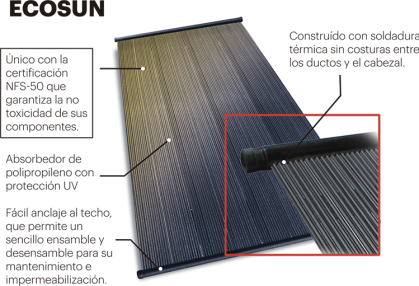 ECOSUN
Único con la
certificación
NFS-50 que
garantiza la no
toxicidad de sus
componentes.
Absorbedor de
polipropileno con
protección UV
Fácil anclaje al techo,
que permite un
sencillo ensamble y
desensamble para su
mantenimiento e
impermeabilización.
Construído con soldadura
térmica sin costuras entre
los ductos y el cabezal.